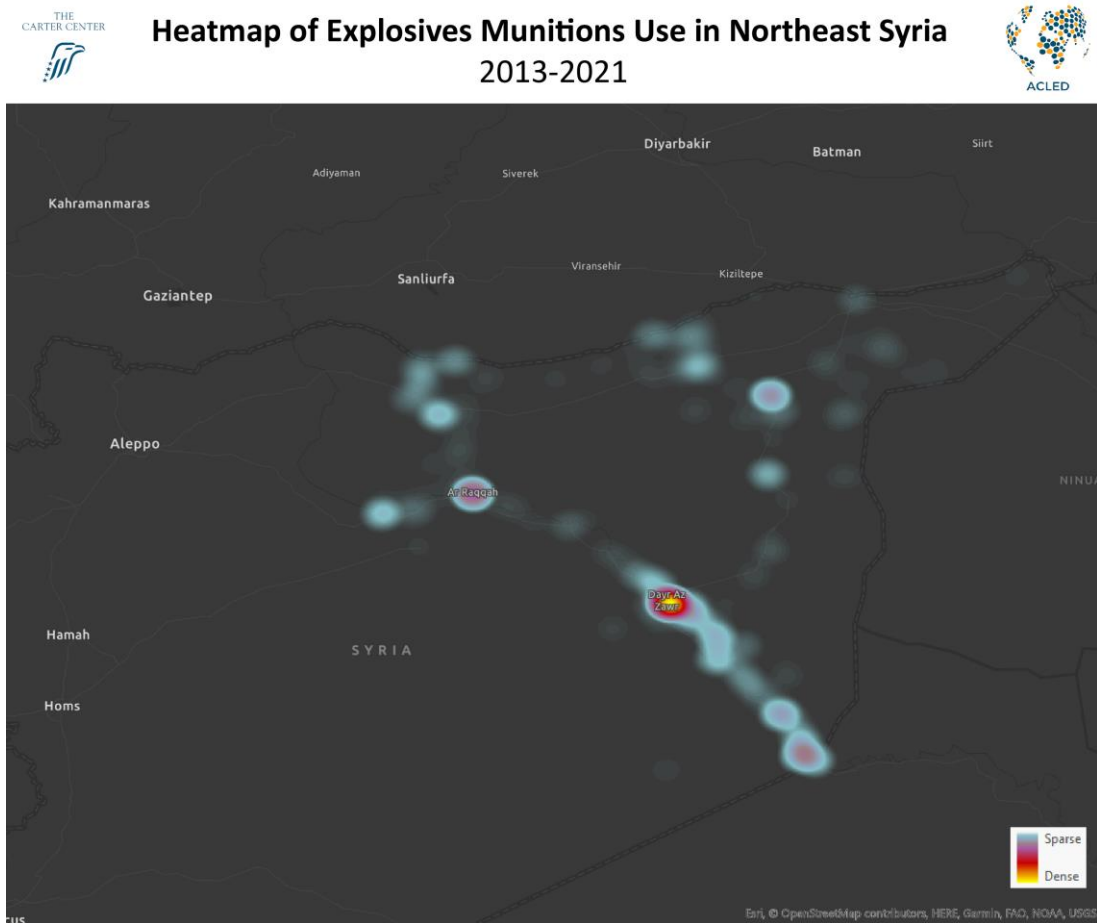 THE
CARTER CENTER
Heatmap of Explosives Munitions Use in Northeast Syria
2013-2021
ACLED
Diyarbakir
Batman
Siirt
Adiyaman
Siverek
Kahramanmaras
Viransehir
Kiziltepe
Sanliurfa
Gaziantep
Aleppo
NINUA
Ar Raqqah
Dayr Az
Zawr
Hamah
SYRIA
Homs
Sparse
Dense
cus
Esri, © OpenStreetMap contributors, HERE, Garmin, FAO, NOAA, USGS